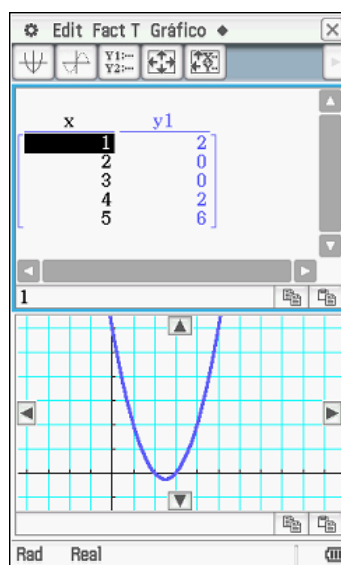 Edit Fact T Gráfico
Y1:··· Y2:···
x y1
1 2
2 0
3 0
4 2
5 6
1
Rad Real